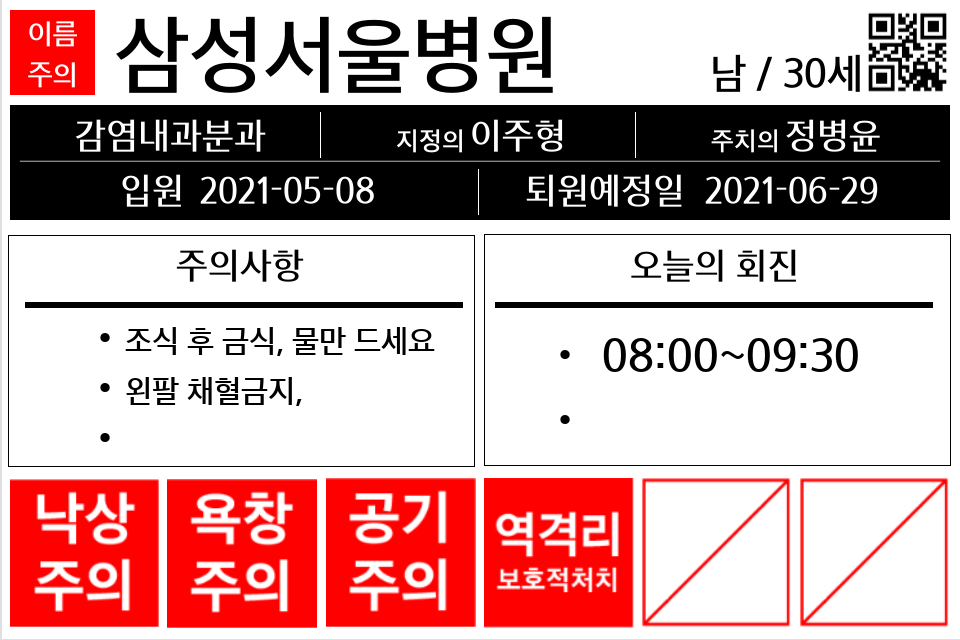 이름
주의
삼성서울병원
남 / 30세
감염내과분과
지정의 이주형
주치의 정병윤
입원 2021-05-08
퇴원예정일 2021-06-29
주의사항
• 조식 후 금식, 물만 드세요
• 왼팔 채혈금지,
•
오늘의 회진
• 08:00~09:30
•
낙상
주의
욕창
주의
공기
주의
역격리
보호적처치